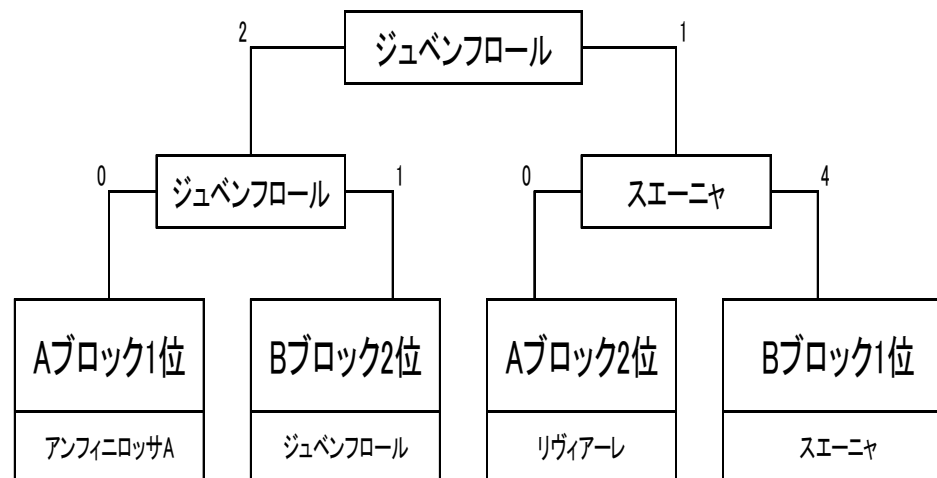 2
ジュベンフロール
1
0
ジュベンフロール
1
0
スエーニャ
4
Aブロック1位
Bブロック2位
Aブロック2位
Bブロック1位
アンフィニロッサA
ジュベンフロール
リヴィアーレ
スエーニャ